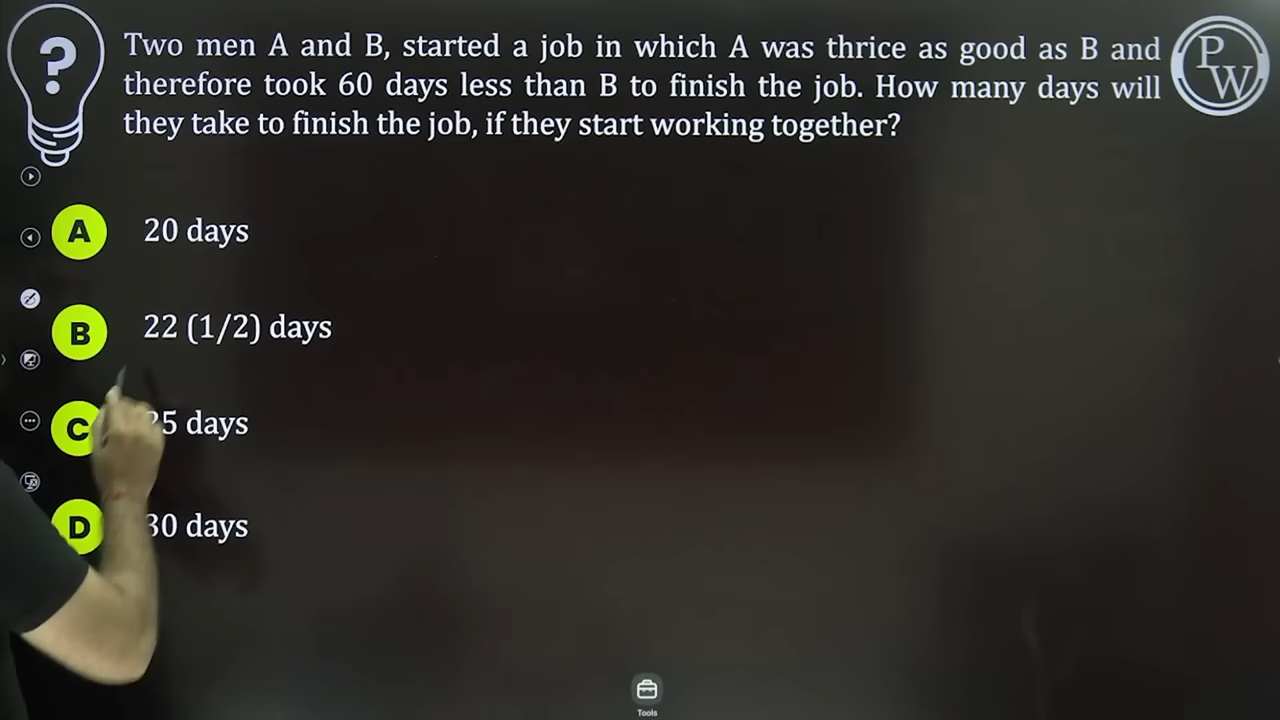 ?
Two men A and B, started a job in which A was thrice as good as B and
therefore took 60 days less than B to finish the job. How many days will
they take to finish the job, if they start working together?
PW
A 20 days
B 22 (1/2) days
C 25 days
D 30 days
Tools